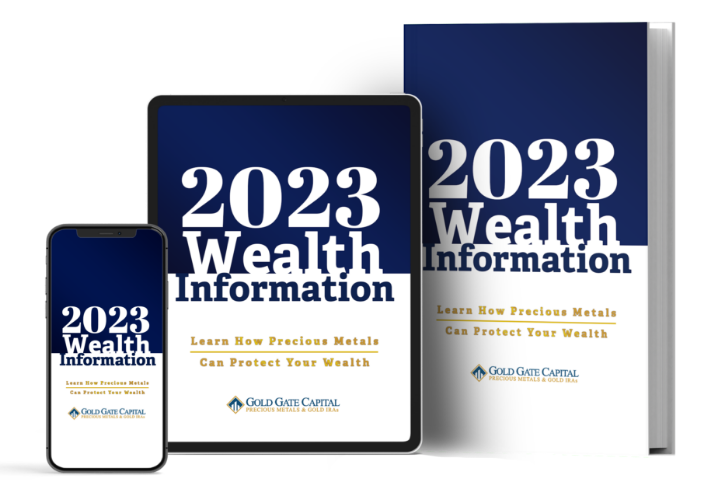 2023
Wealth
Information
Learn How Precious Metals
Can Protect Your Wealth
GOLD GATE CAPITAL
PRECIOUS METALS & GOLD IRAs
2023
Wealth
Information
Learn How Precious Metals
Can Protect Your Wealth
GOLD GATE CAPITAL
PRECIOUS METALS & GOLD IRAs
2023
Wealth
Information
Learn How Precious Metals
Can Protect Your Wealth
GOLD GATE CAPITAL
PRECIOUS METALS & GOLD IRAs